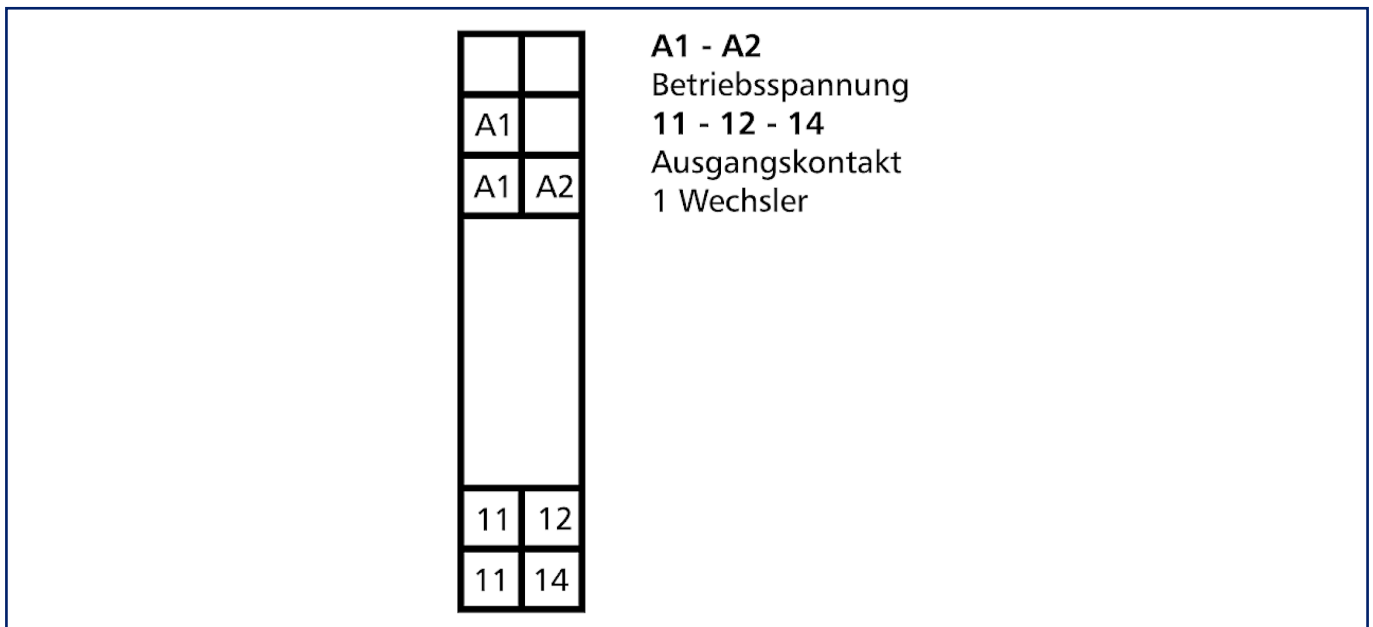 A1 - A2
Betriebsspannung
11 - 12 - 14
Ausgangskontakt
1 Wechsler
A1
A1 A2
11 12
11 14